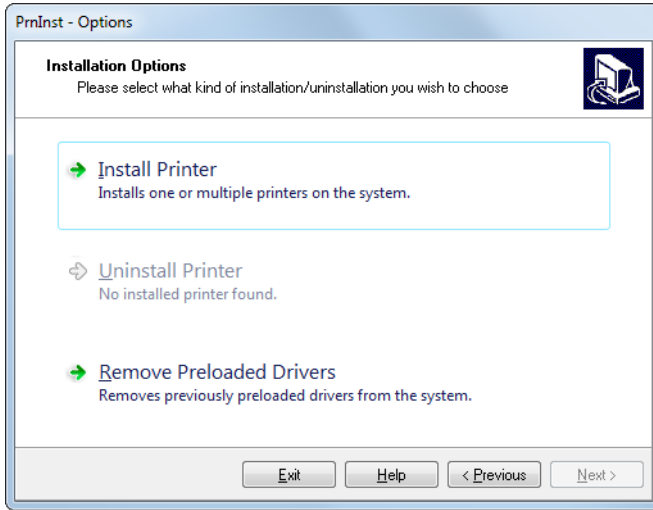 PrnInst - Options
Installation Options
Please select what kind of installation/uninstallation you wish to choose
Install Printer
Installs one or multiple printers on the system.
Uninstall Printer
No installed printer found.
Remove Preloaded Drivers
Removes previously preloaded drivers from the system.
Exit Help < Previous Next >